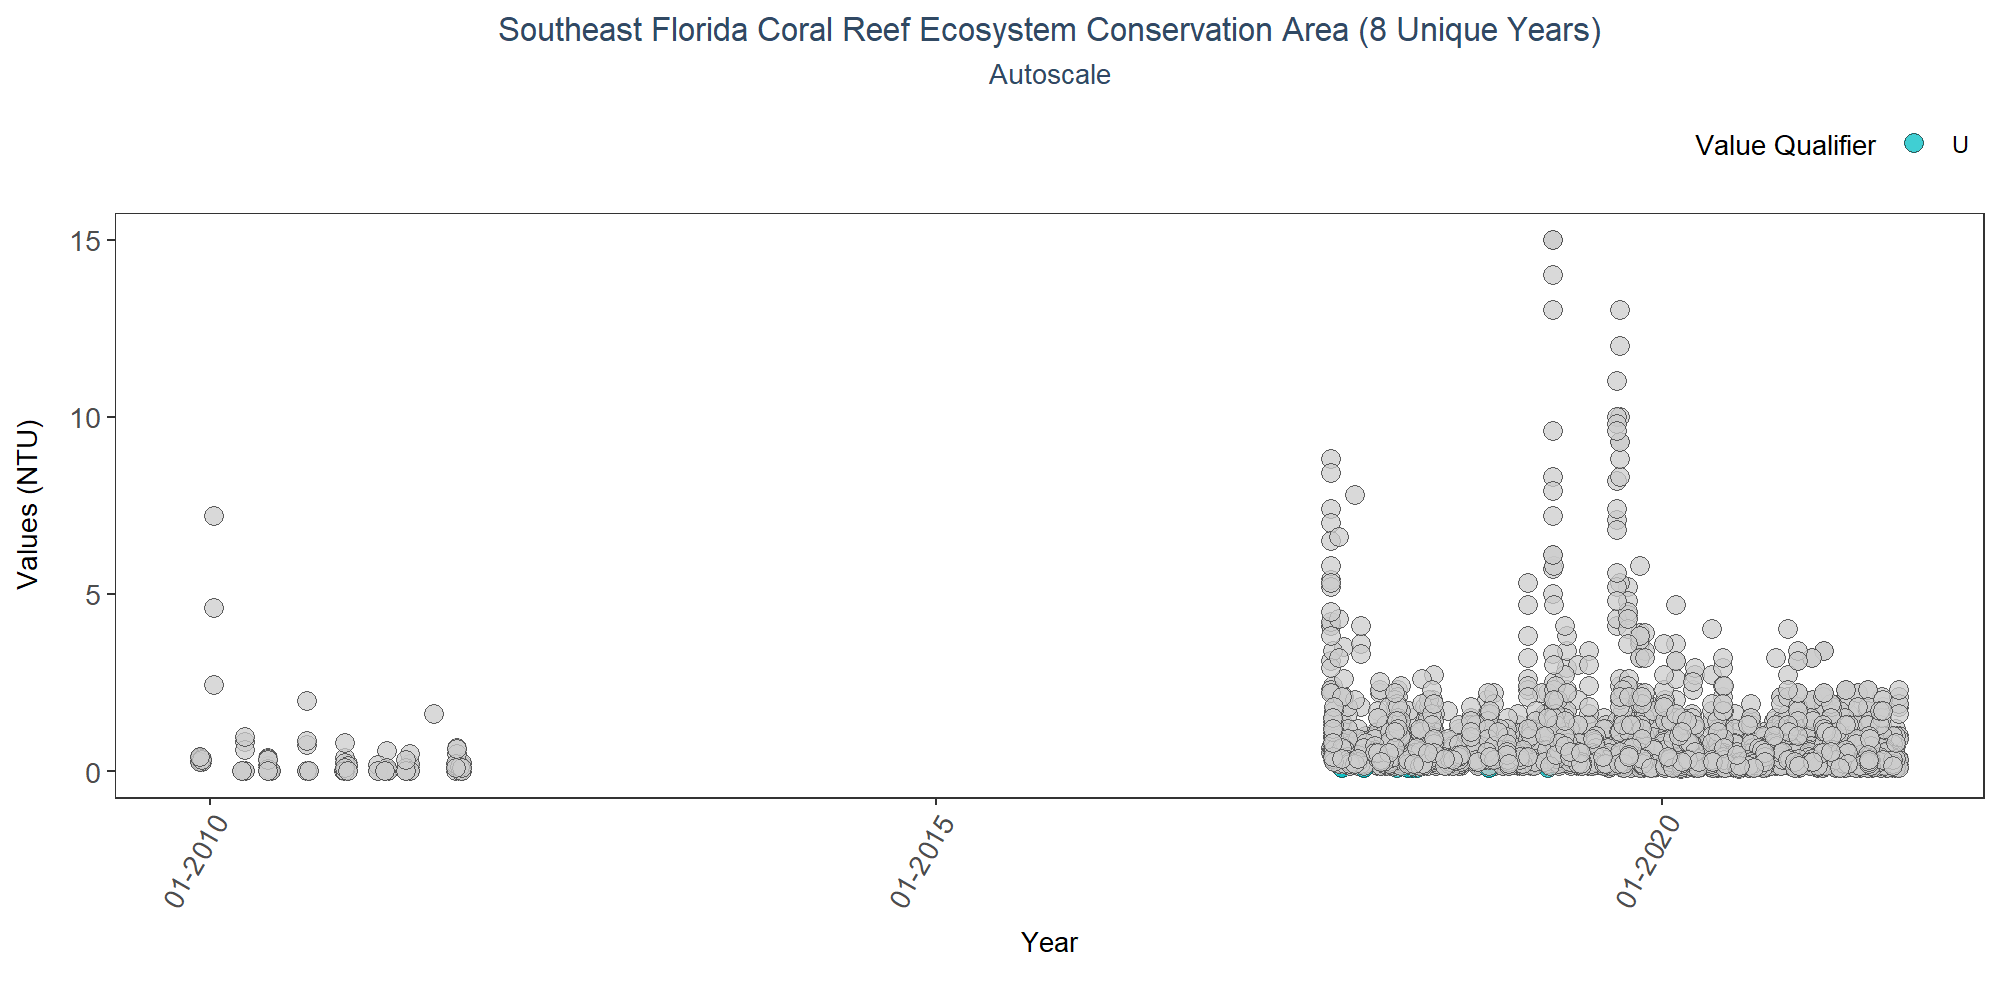 Southeast Florida Coral Reef Ecosystem Conservation Area (8 Unique Years)
Autoscale
Value Qualifier U
Values (NTU)
15
10
5
0
01-2010
01-2015
01-2020
Year